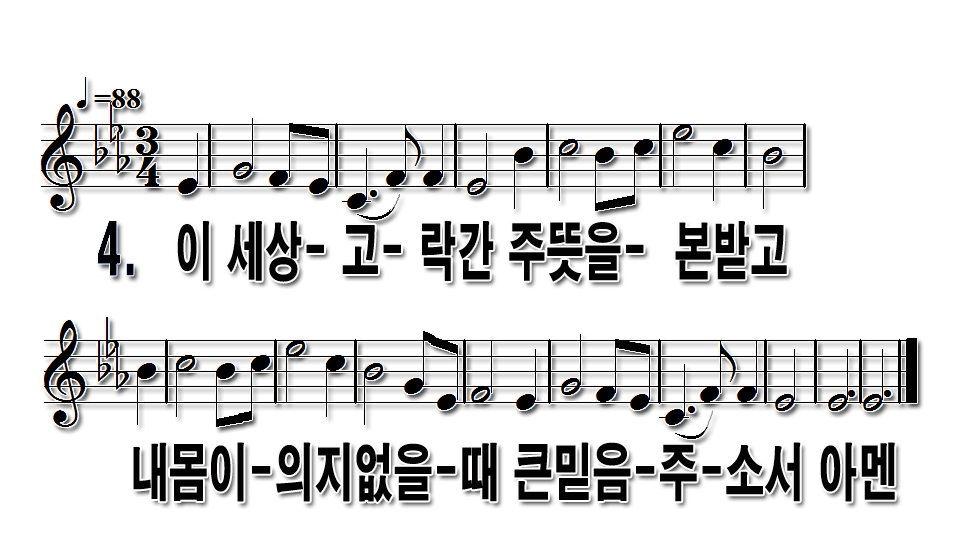 ♩=88
3
4
4. 이 세상- 고- 락간 주뜻을- 본받고
내몸이-의지없을-때 큰믿음-주-소서 아멘